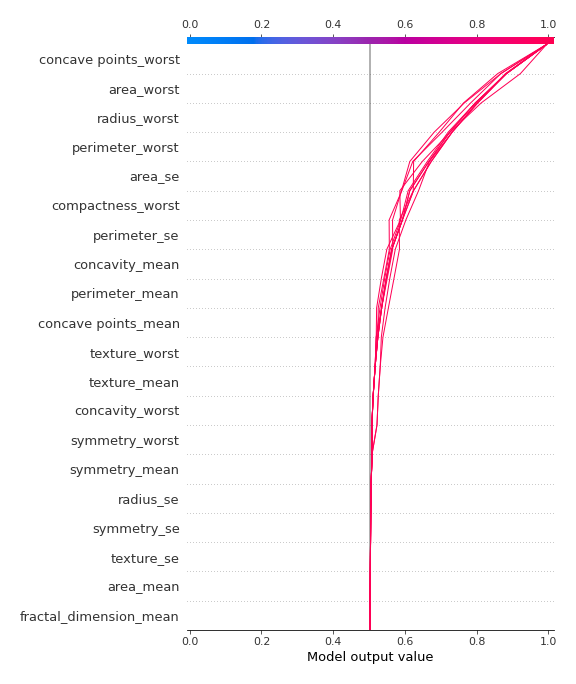 0.0 0.2 0.4 0.6 0.8 1.0
concave points_worst
area_worst
radius_worst
perimeter_worst
area_se
compactness_worst
perimeter_se
concavity_mean
perimeter_mean
concave points_mean
texture_worst
texture_mean
concavity_worst
symmetry_worst
symmetry_mean
radius_se
symmetry_se
texture_se
area_mean
fractal_dimension_mean
0.0 0.2 0.4 0.6 0.8 1.0
Model output value